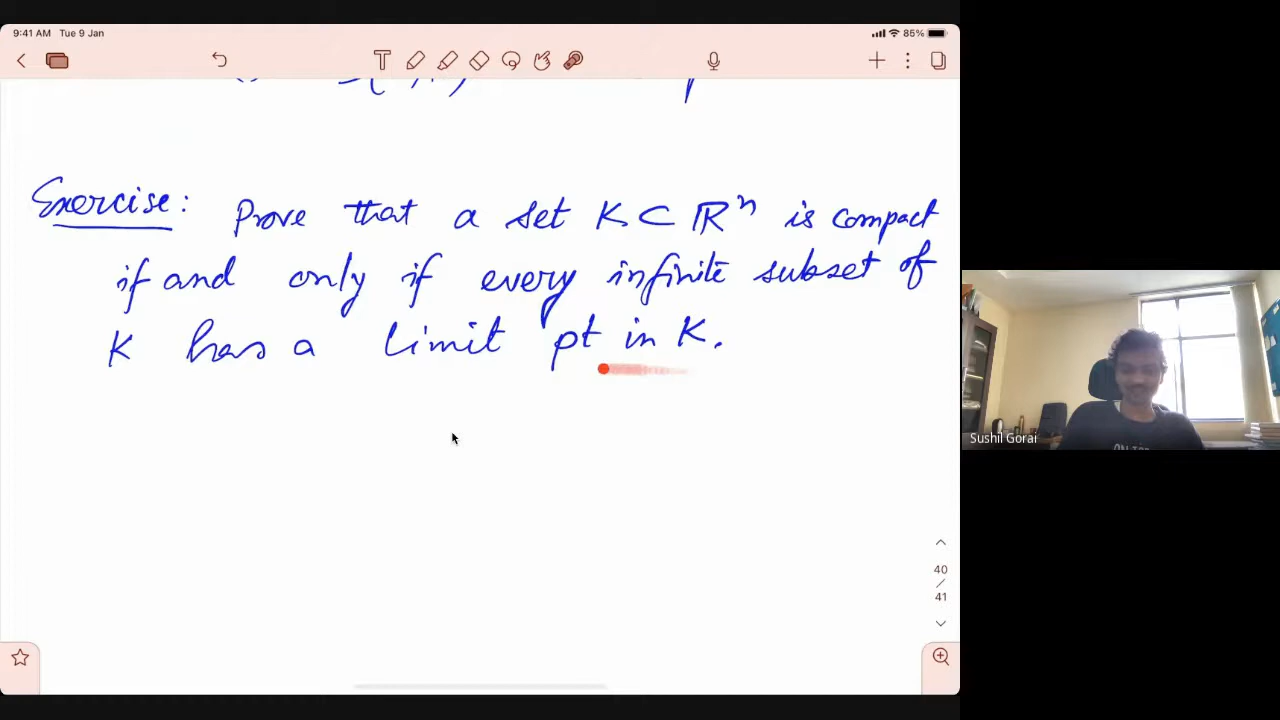 9:41 AM Tue 9 Jan
85%
Exercise: Prove that a set K ⊂ ℝⁿ is compact
if and only if every infinite subset of
K has a limit pt in K.
Sushil Gorai
40
/
41